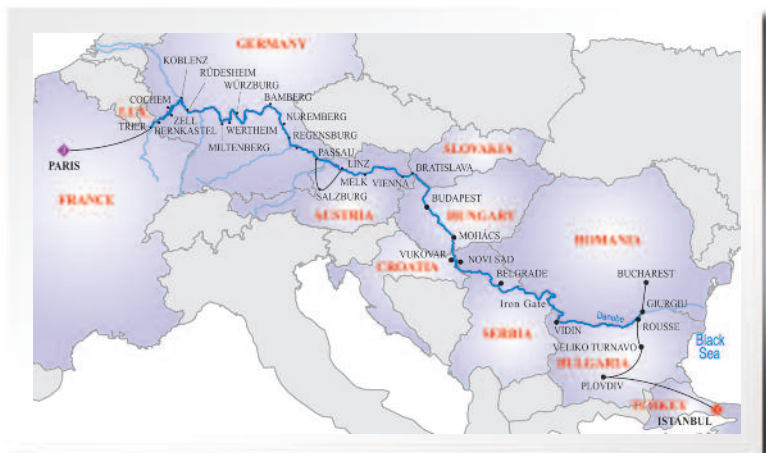 GERMANY
KOBLENZ
RÜDESHEIM
WÜRZBURG
BAMBERG
COCHEM
LUX.
ZELL
NUREMBERG
TRIER
BERNKASTEL
WERTHEIM
REGENSBURG
MILTENBERG
PARIS
PASSAU
SLOVAKIA
LINZ
BRATISLAVA
MELK
VIENNA
FRANCE
SALZBURG
BUDAPEST
AUSTRIA
HUNGARY
MOHÁCS
ROMANIA
VUKOVAR
NOVI SAD
CROATIA
BELGRADE
BUCHAREST
Iron Gate
GIURGIU
Danube
VIDIN
ROUSSE
SERBIA
Black
Sea
VELIKO TURNAVO
BULGARIA
PLOVDIV
TURKEY
ISTANBUL